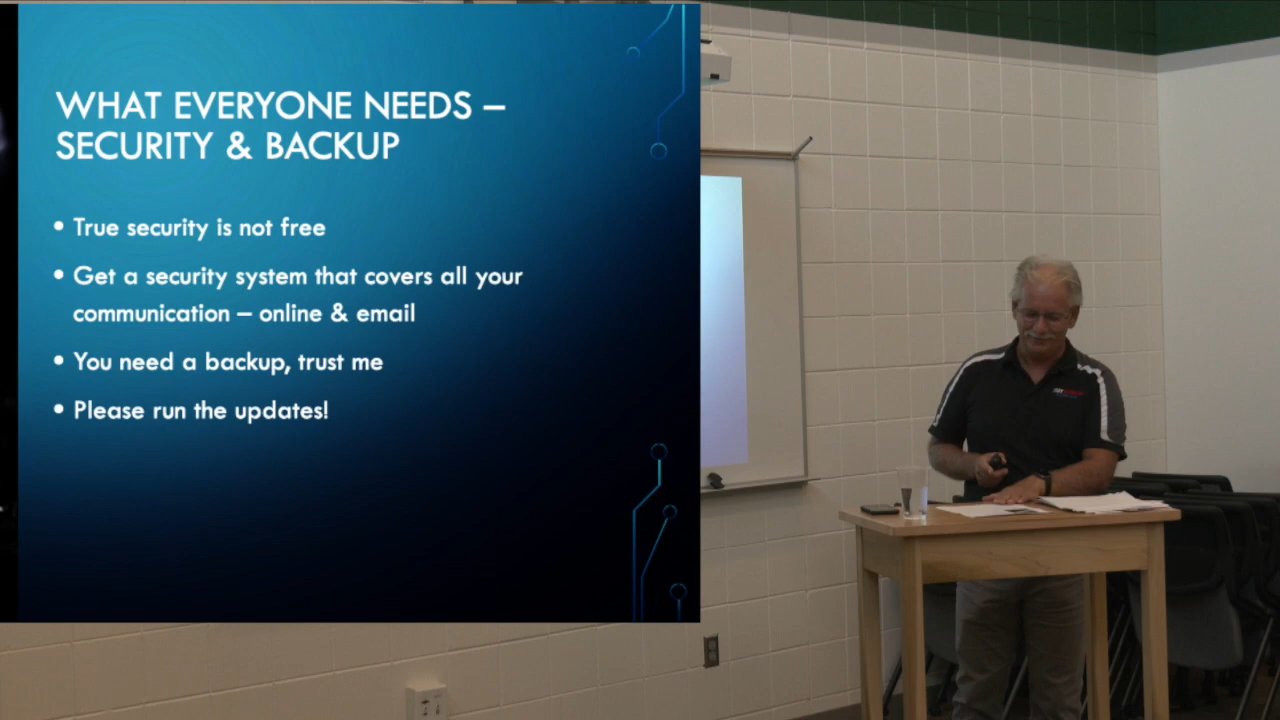 WHAT EVERYONE NEEDS –
SECURITY & BACKUP
• True security is not free
• Get a security system that covers all your
communication – online & email
• You need a backup, trust me
• Please run the updates!